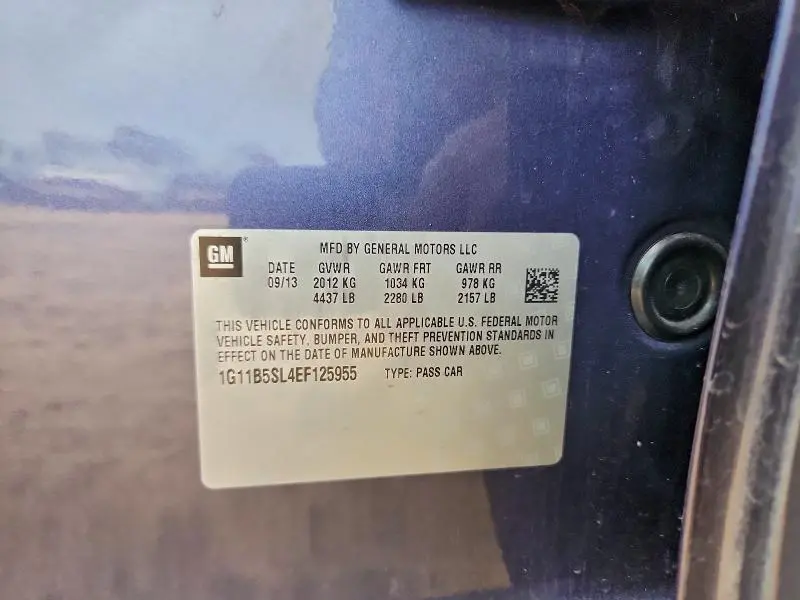 GM ® MFD BY GENERAL MOTORS LLC
DATE GVWR GAWR FRT GAWR RR
09/13 2012 KG 1034 KG 978 KG
4437 LB 2280 LB 2157 LB
THIS VEHICLE CONFORMS TO ALL APPLICABLE U.S. FEDERAL MOTOR
VEHICLE SAFETY, BUMPER, AND THEFT PREVENTION STANDARDS IN
EFFECT ON THE DATE OF MANUFACTURE SHOWN ABOVE.
1G11B5SL4EF125955 TYPE: PASS CAR